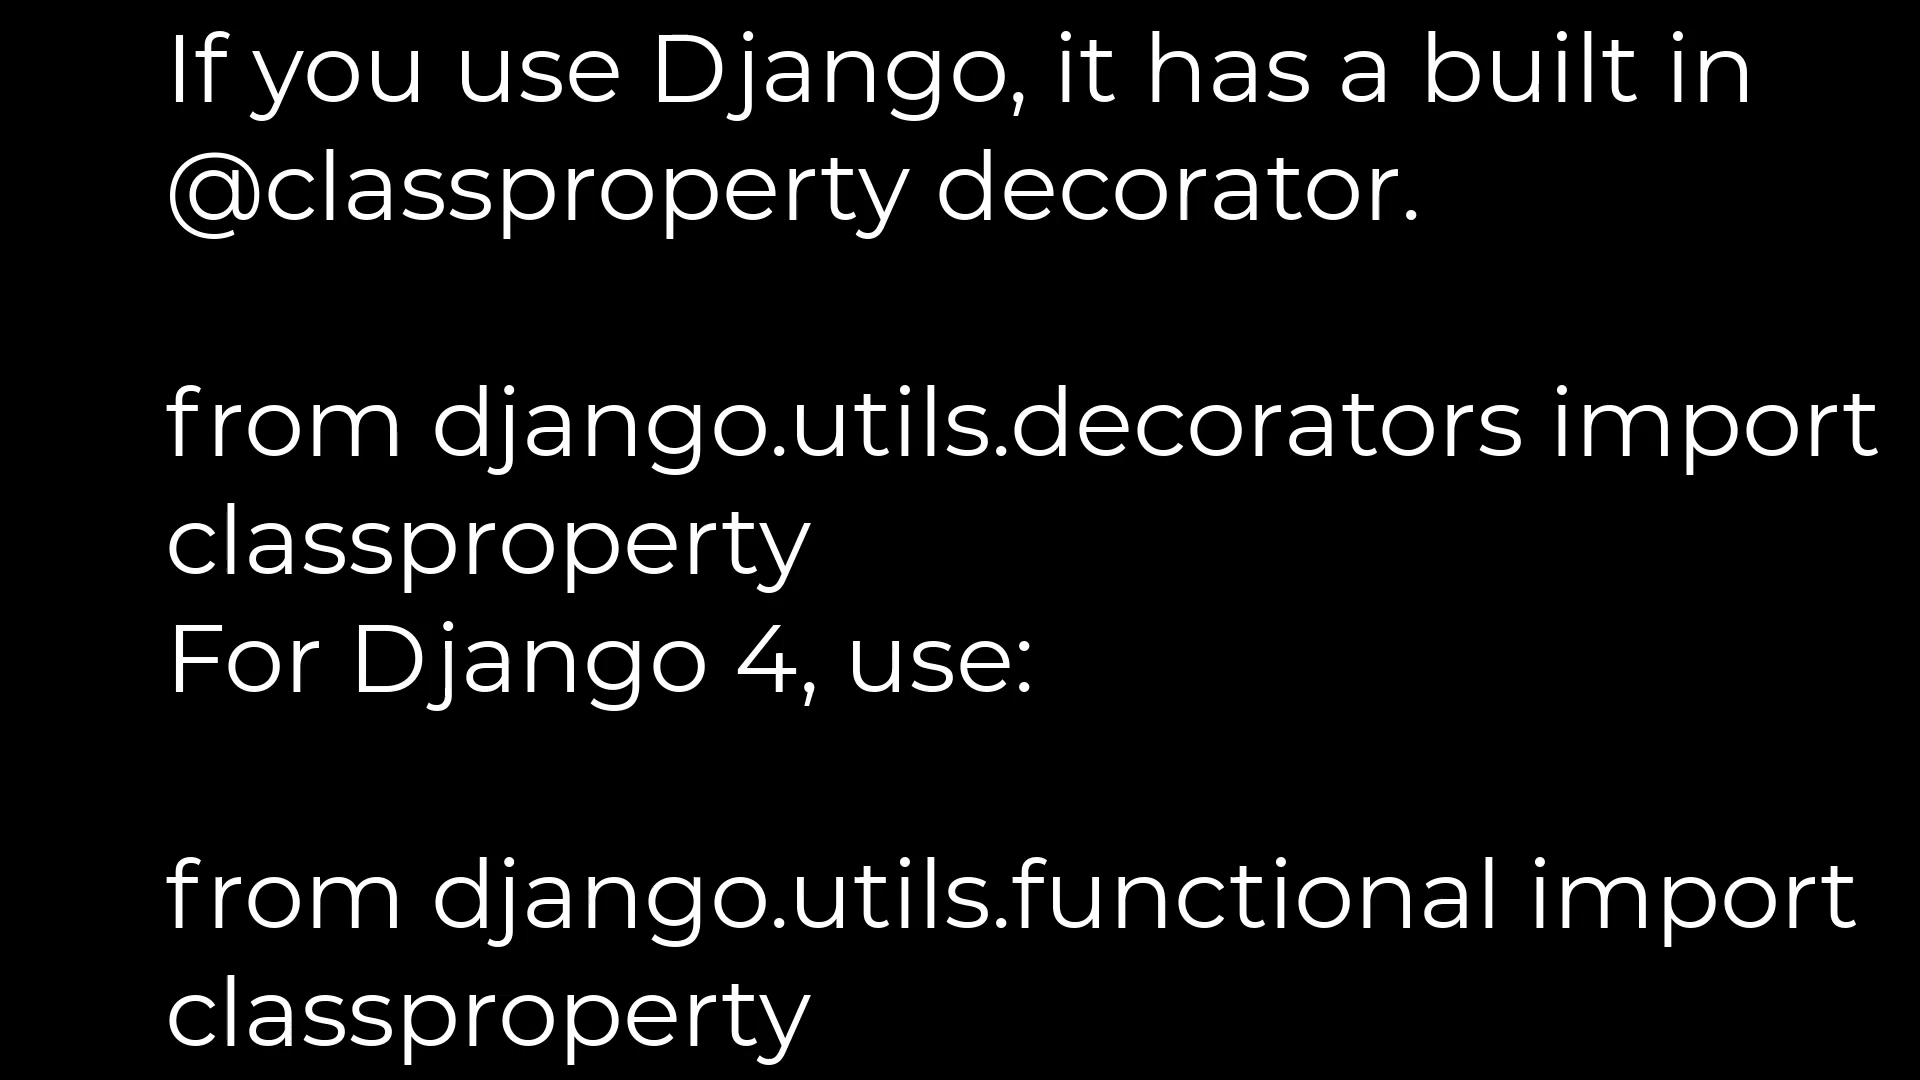 If you use Django, it has a built in
@classproperty decorator.
from django.utils.decorators import
classproperty
For Django 4, use:
from django.utils.functional import
classproperty